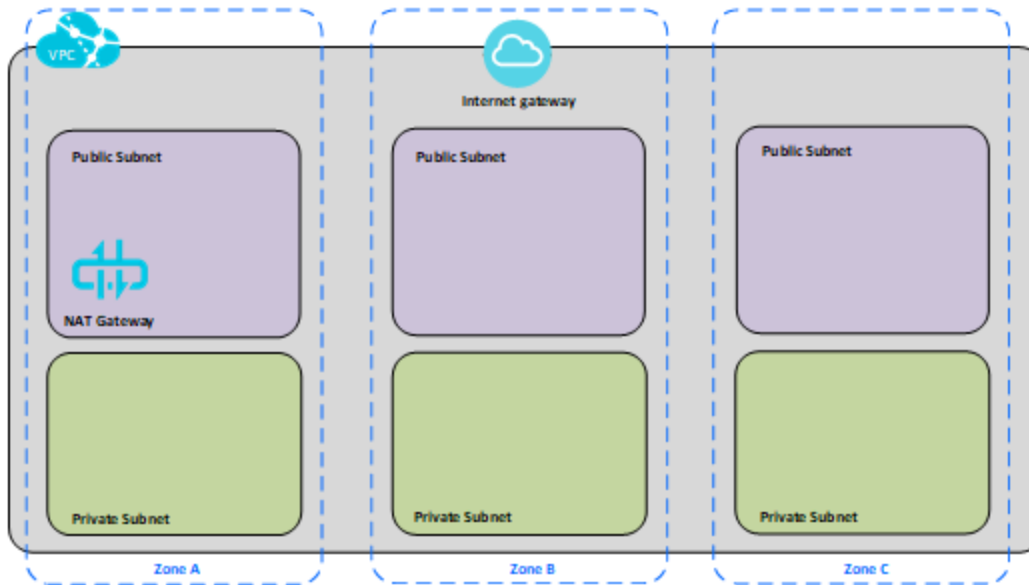 VPC
Internet gateway
Public Subnet
Public Subnet
Public Subnet
NAT Gateway
Private Subnet
Private Subnet
Private Subnet
Zone A
Zone B
Zone C